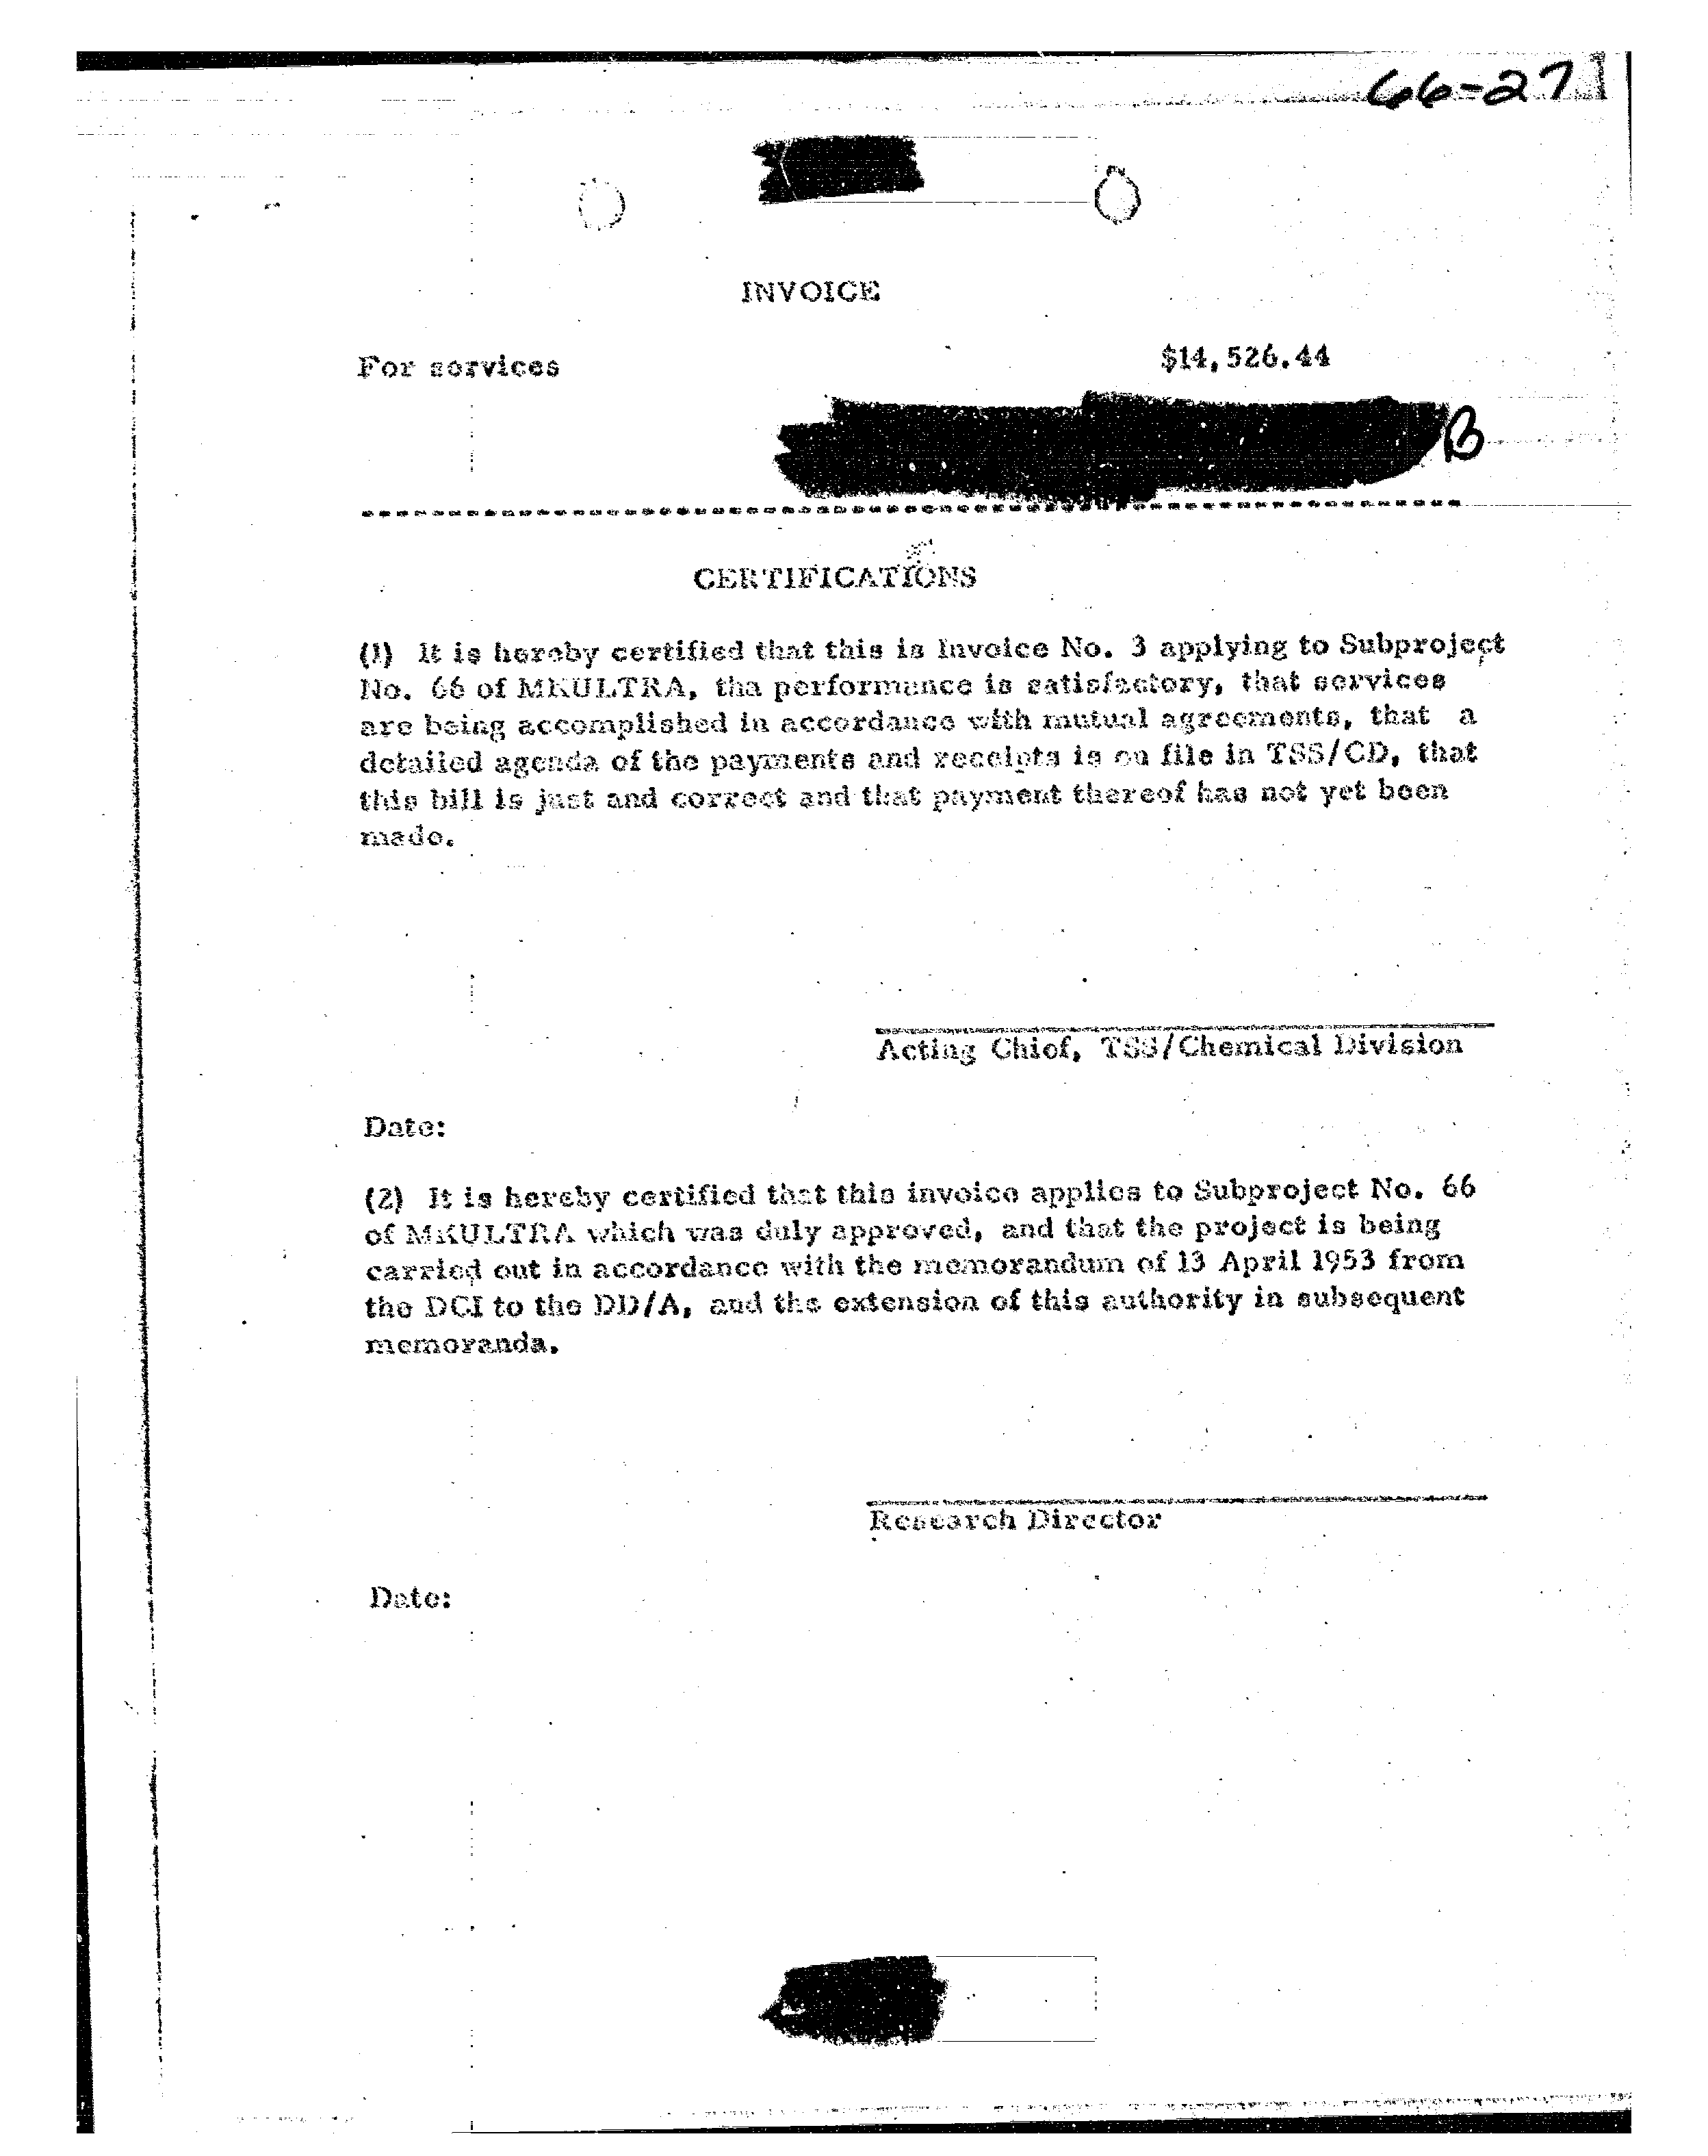 66-27
INVOICE
For services $14,526.44
B
CERTIFICATIONS
(1) It is hereby certified that this is Invoice No. 3 applying to Subproject
No. 66 of MKULTRA, tha performance is satisfactory, that services
are being accomplished in accordance with mutual agreements, that a
detailed agenda of the payments and receipts is on file in TSS/CD, that
this bill is just and correct and that payment thereof has not yet been
made.
Acting Chief, TSS/Chemical Division
Date:
(2) It is hereby certified that this invoice applies to Subproject No. 66
of MKULTRA which was duly approved, and that the project is being
carried out in accordance with the memorandum of 13 April 1953 from
the DCI to the DD/A, and the extension of this authority in subsequent
memoranda.
Research Director
Date: